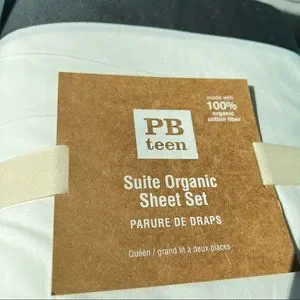 made with
100%
organic
cotton fiber
PB
teen
Suite Organic
Sheet Set
PARURE DE DRAPS
Queen / grand lit à deux places